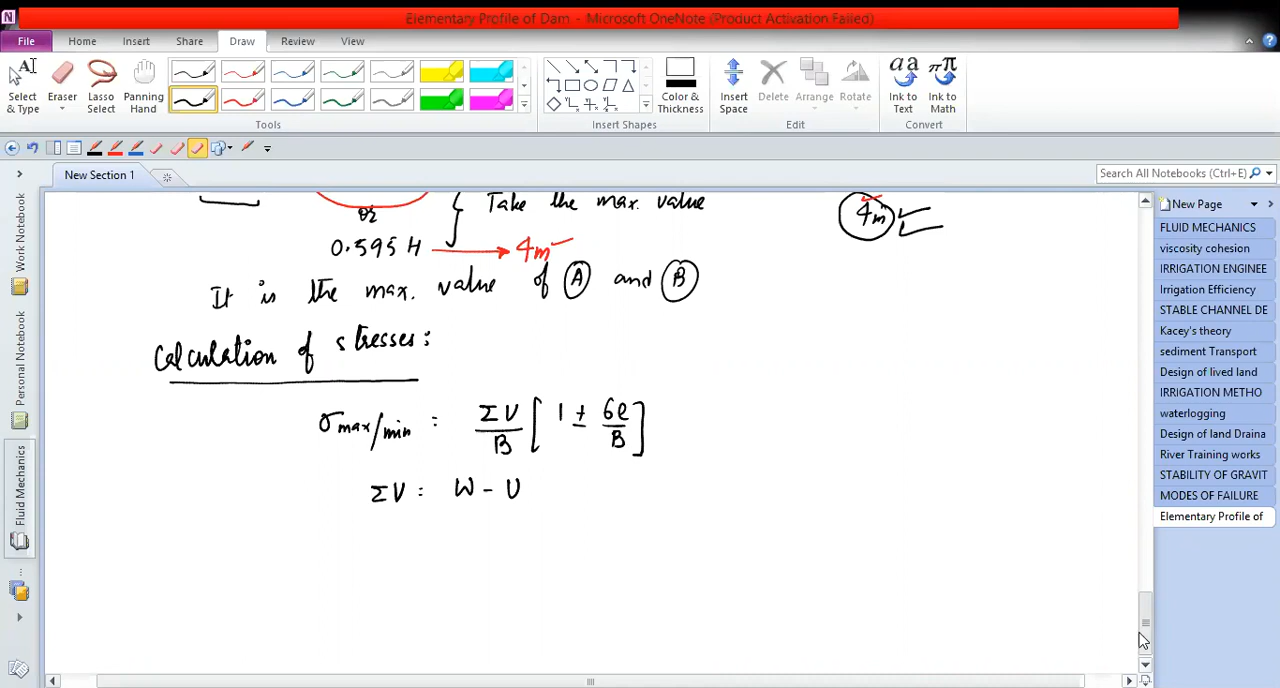 Elementary Profile of Dam - Microsoft OneNote (Product Activation Failed)
File Home Insert Share Draw Review View
Select & Type
Eraser
Lasso Select
Panning Hand
Color & Thickness
Insert Space
Delete
Arrange
Rotate
Ink to Text
Ink to Math
Tools
Insert Shapes
Edit
Convert
New Section 1
Search All Notebooks (Ctrl+E)
Work Notebook
Personal Notebook
Fluid Mechanics
or
Take the max. value
4m
0.595 H → 4m
It is the max. value of A and B
Calculation of stresses:
σmax/min : ΣV/B [1 ± 6e/B]
ΣV : W - U
New Page
FLUID MECHANICS
viscosity cohesion
IRRIGATION ENGINEE
Irrigation Efficiency
STABLE CHANNEL DE
Kacey's theory
sediment Transport
Design of lived land
IRRIGATION METHO
waterlogging
Design of land Draina
River Training works
STABILITY OF GRAVIT
MODES OF FAILURE
Elementary Profile of